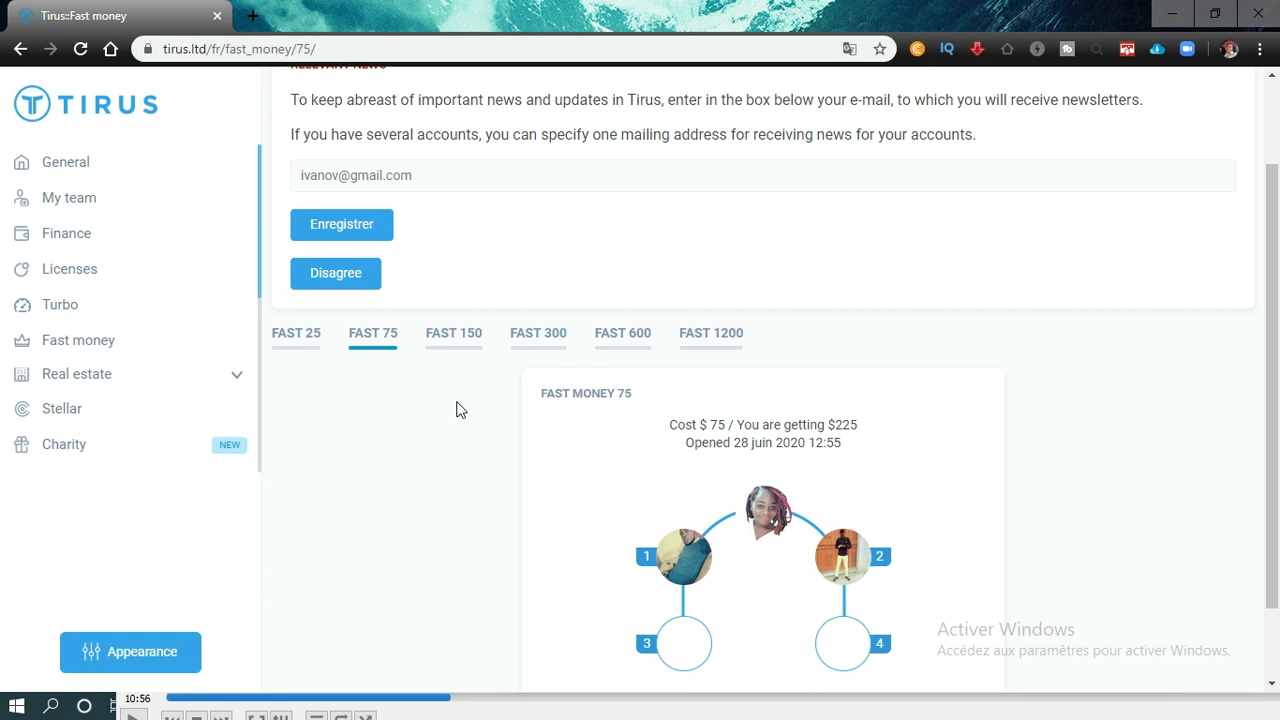 Tirus::Fast money
tirus.ltd/fr/fast_money/75/
TIRUS
General
My team
Finance
Licenses
Turbo
Fast money
Real estate
Stellar
Charity
NEW
Appearance
RELEVANT NEWS
To keep abreast of important news and updates in Tirus, enter in the box below your e-mail, to which you will receive newsletters.
If you have several accounts, you can specify one mailing address for receiving news for your accounts.
ivanov@gmail.com
Enregistrer
Disagree
FAST 25 FAST 75 FAST 150 FAST 300 FAST 600 FAST 1200
FAST MONEY 75
Cost $ 75 / You are getting $225
Opened 28 juin 2020 12:55
1
2
3
4
Activer Windows
Accédez aux paramètres pour activer Windows.
10:56